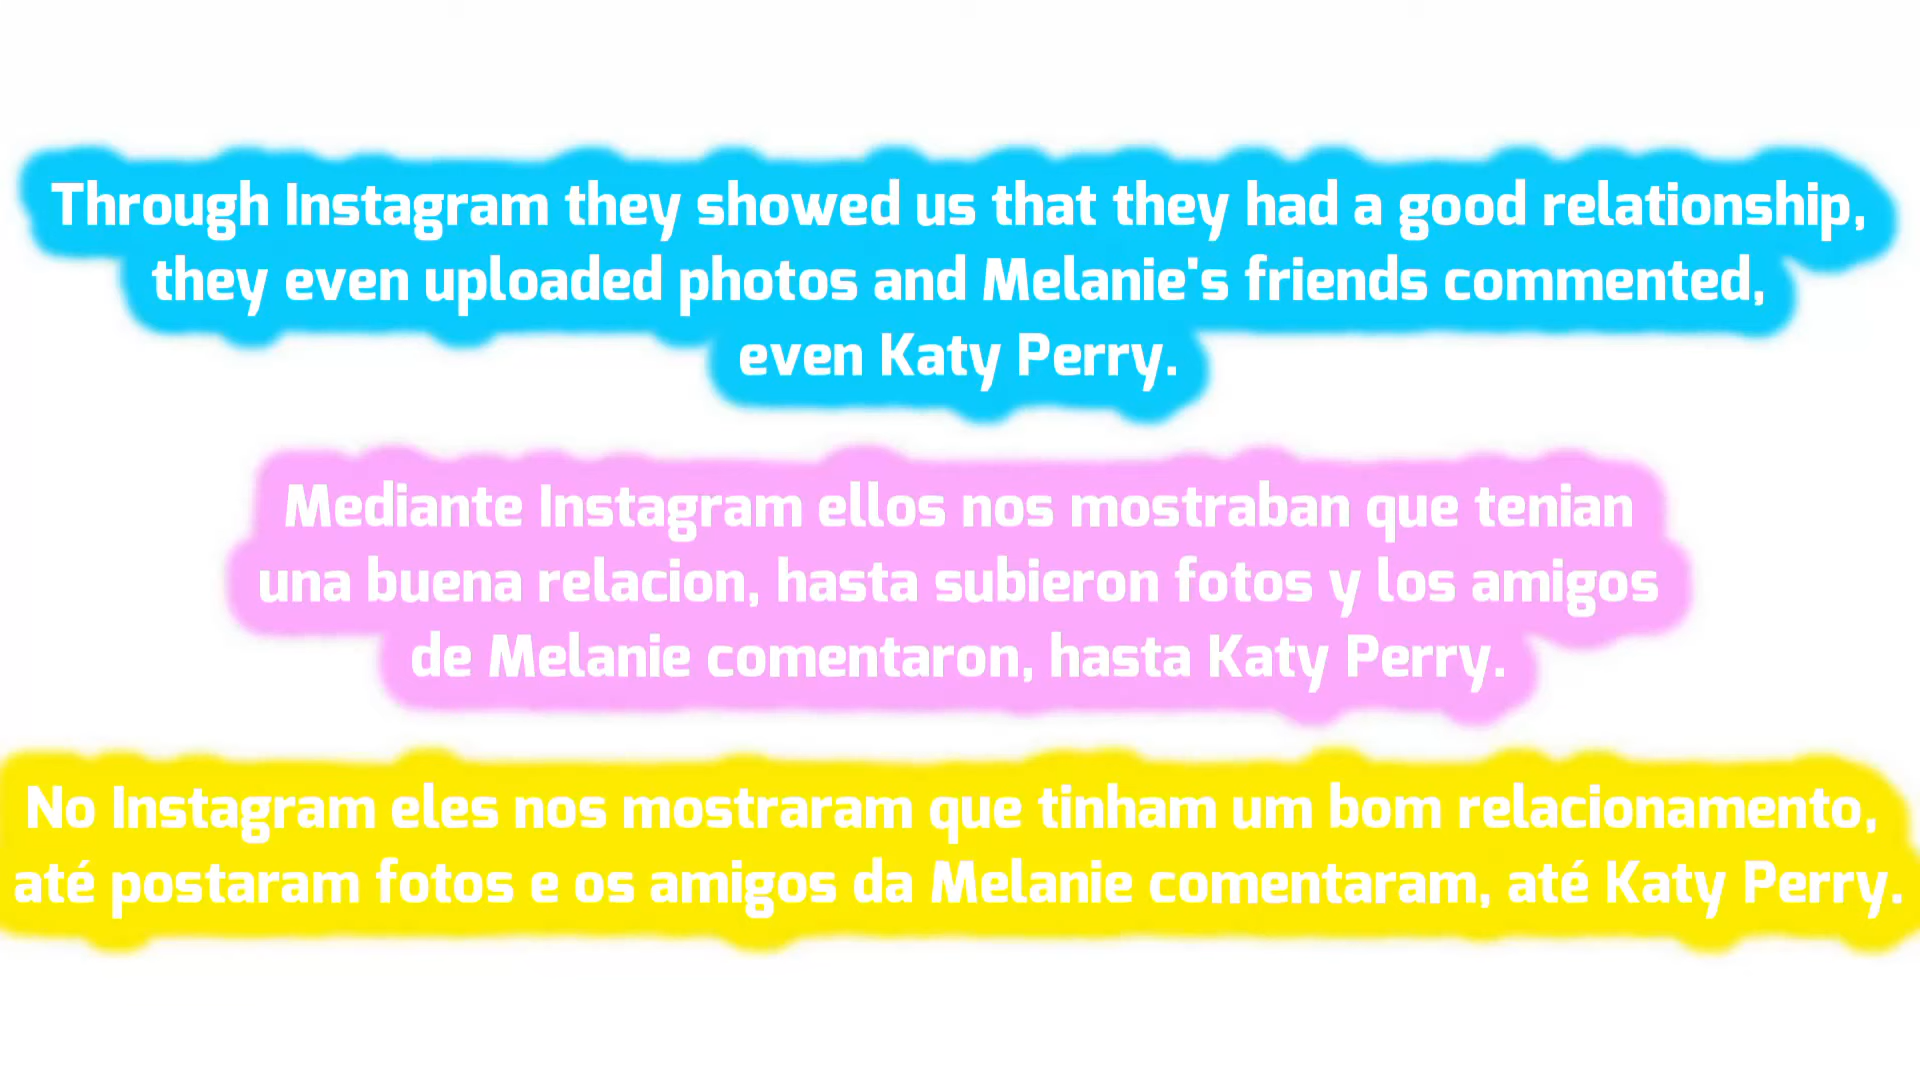 Through Instagram they showed us that they had a good relationship,
they even uploaded photos and Melanie's friends commented,
even Katy Perry.
Mediante Instagram ellos nos mostraban que tenian
una buena relacion, hasta subieron fotos y los amigos
de Melanie comentaron, hasta Katy Perry.
No Instagram eles nos mostraram que tinham um bom relacionamento,
até postaram fotos e os amigos da Melanie comentaram, até Katy Perry.